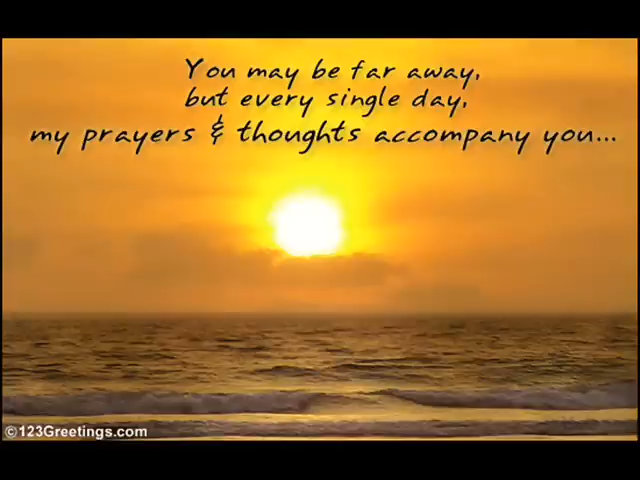 You may be far away,
but every single day,
my prayers & thoughts accompany you...
©123Greetings.com